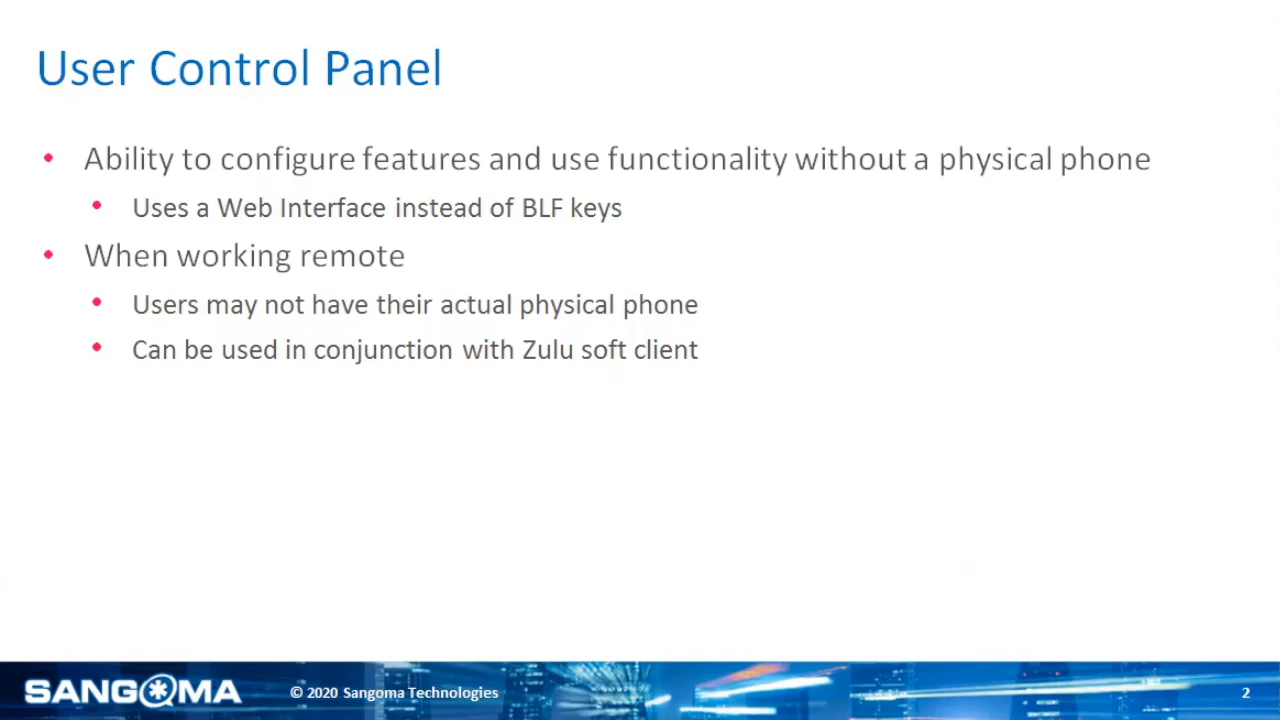 User Control Panel
• Ability to configure features and use functionality without a physical phone
• Uses a Web Interface instead of BLF keys
• When working remote
• Users may not have their actual physical phone
• Can be used in conjunction with Zulu soft client
SANGOMA © 2020 Sangoma Technologies 2